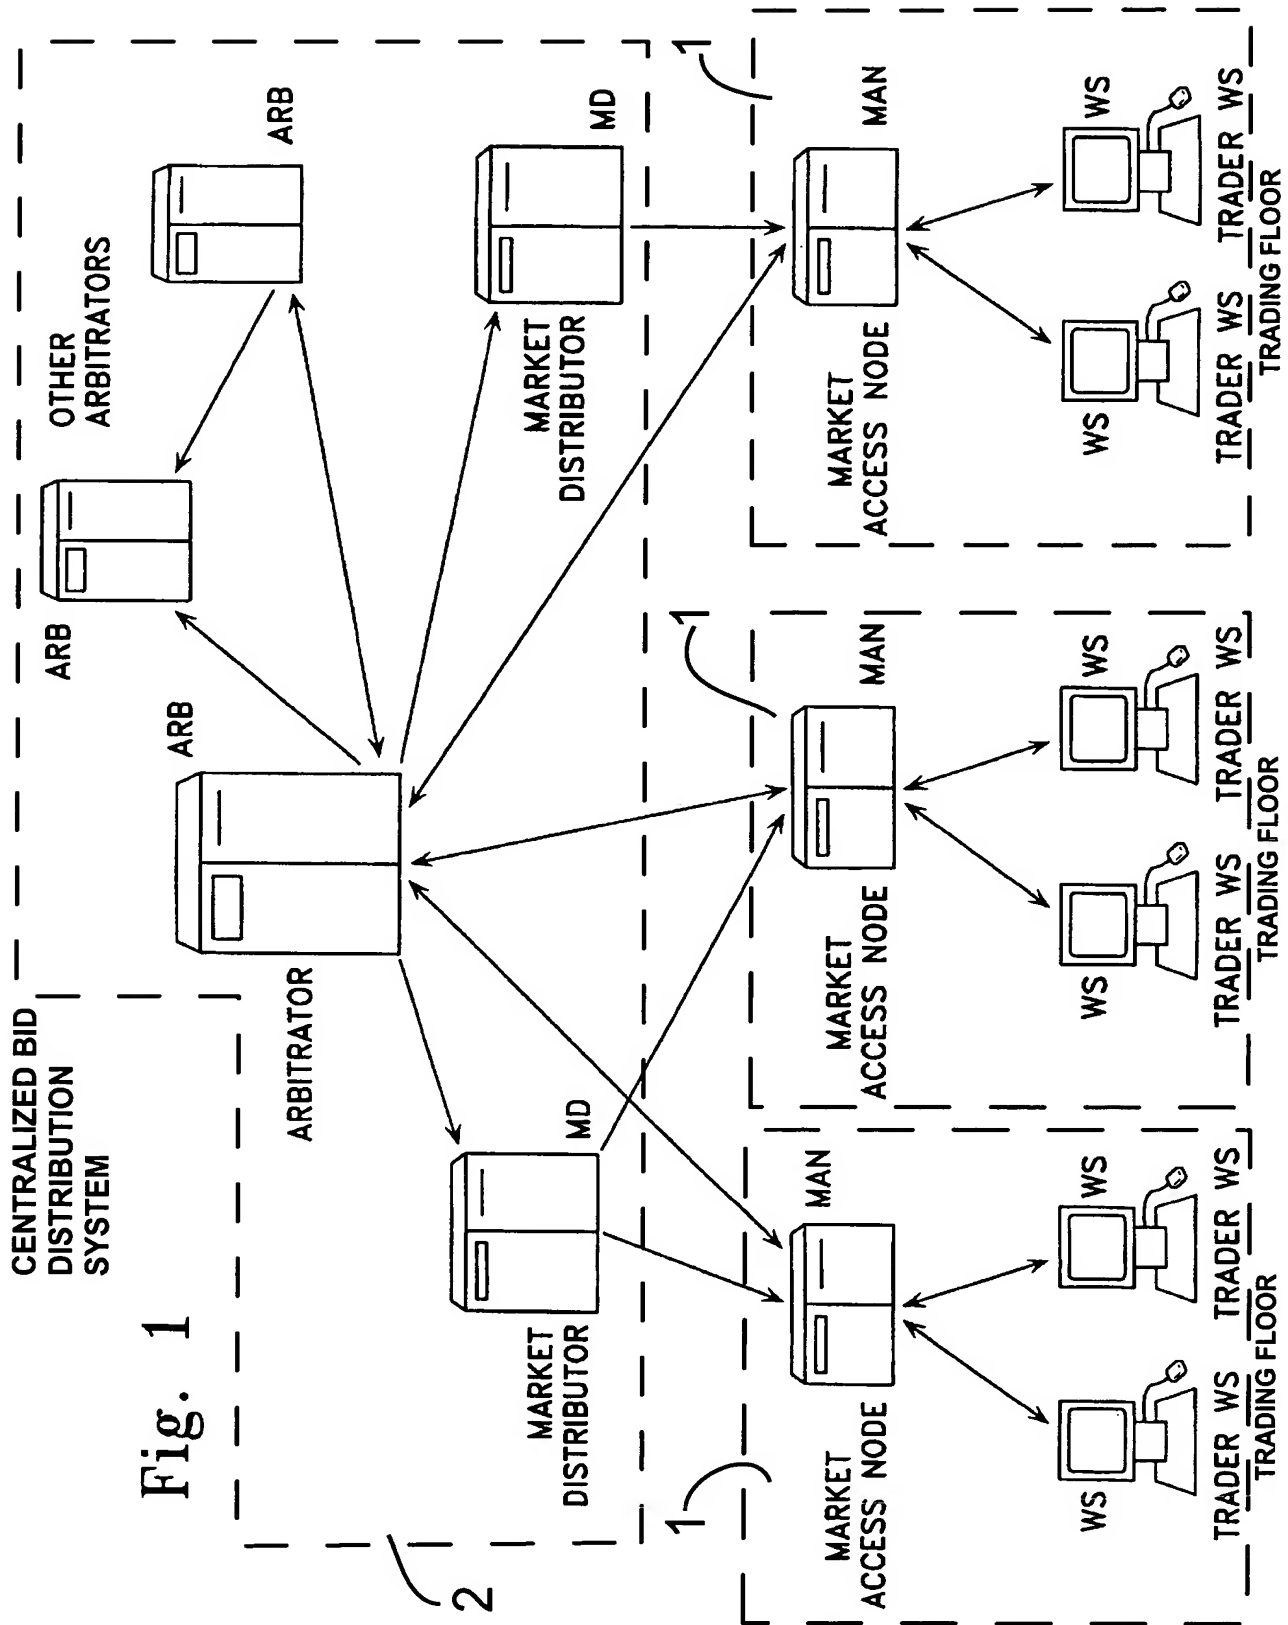 Fig. 1
CENTRALIZED BID
DISTRIBUTION
SYSTEM
2
ARBITRATOR
ARB
ARB
OTHER
ARBITRATORS
ARB
MARKET
DISTRIBUTOR
MD
MARKET
DISTRIBUTOR
MD
1
MARKET
ACCESS NODE
MAN
WS
WS
TRADER WS
TRADER WS
TRADING FLOOR
1
MARKET
ACCESS NODE
MAN
WS
WS
TRADER WS
TRADER WS
TRADING FLOOR
1
MARKET
ACCESS NODE
MAN
WS
WS
TRADER WS
TRADER WS
TRADING FLOOR